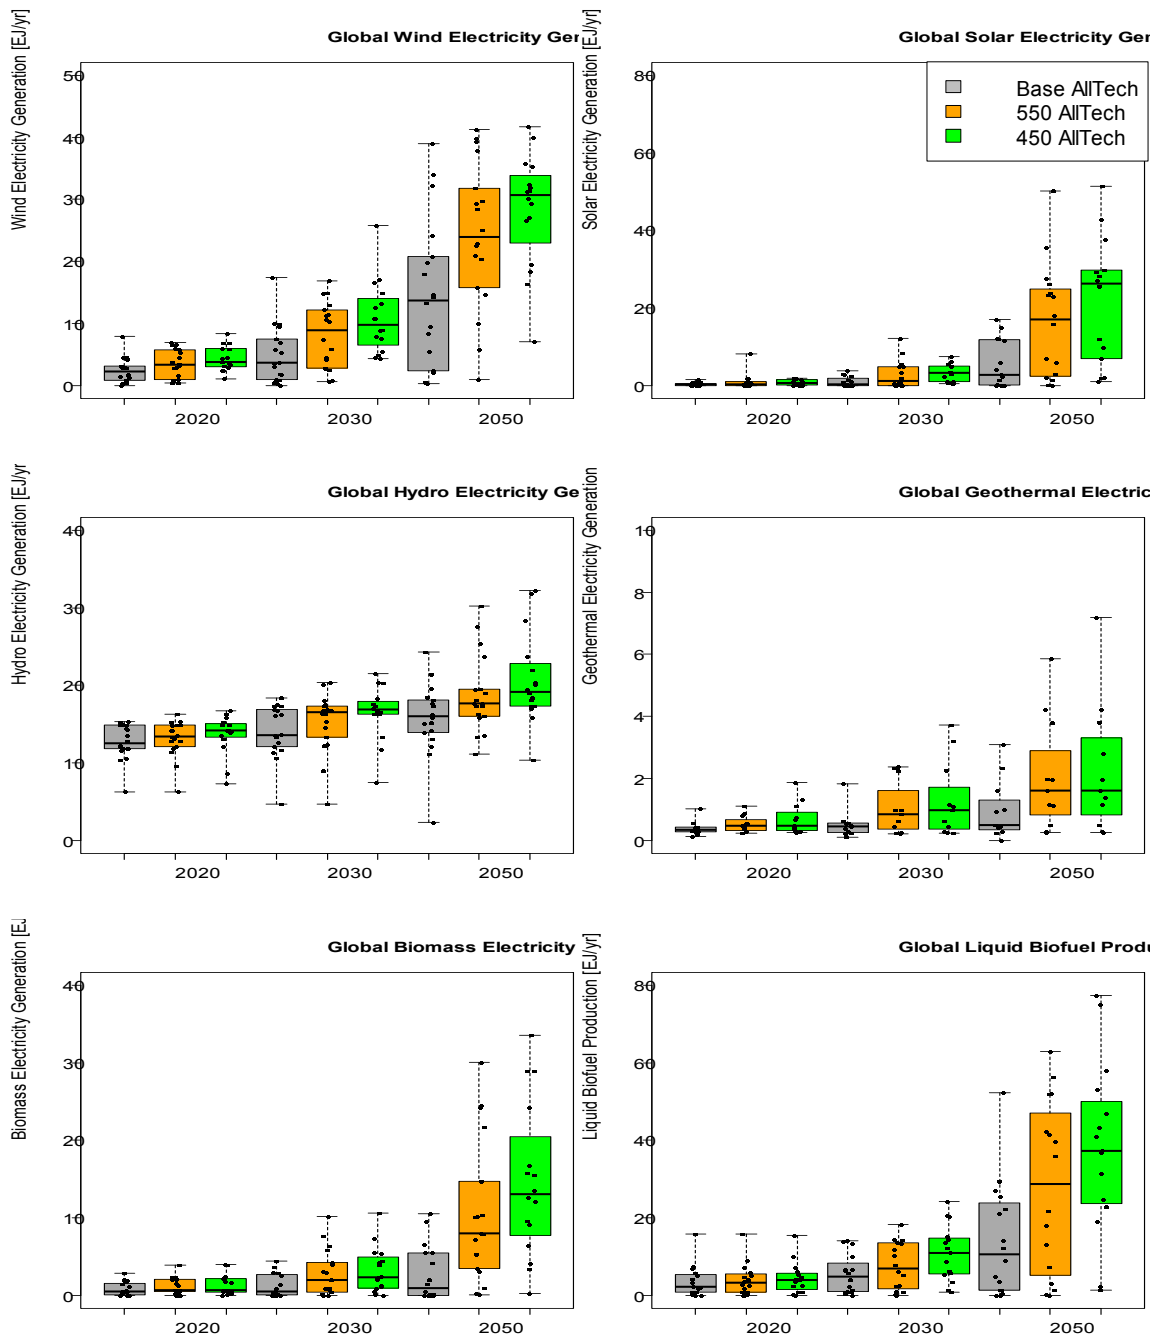 Global Wind Electricity Ger
Wind Electricity Generation [EJ/yr]
50
40
30
20
10
0
2020 2030 2050
Global Solar Electricity Ger
Solar Electricity Generation [EJ/yr]
80
60
40
20
0
Base AllTech
550 AllTech
450 AllTech
2020 2030 2050
Global Hydro Electricity Ge
Hydro Electricity Generation [EJ/yr
40
30
20
10
0
2020 2030 2050
Global Geothermal Electric
Geothermal Electricity Generation
10
8
6
4
2
0
2020 2030 2050
Global Biomass Electricity
Biomass Electricity Generation [EJ
40
30
20
10
0
2020 2030 2050
Global Liquid Biofuel Produ
Liquid Biofuel Production [EJ/yr]
80
60
40
20
0
2020 2030 2050